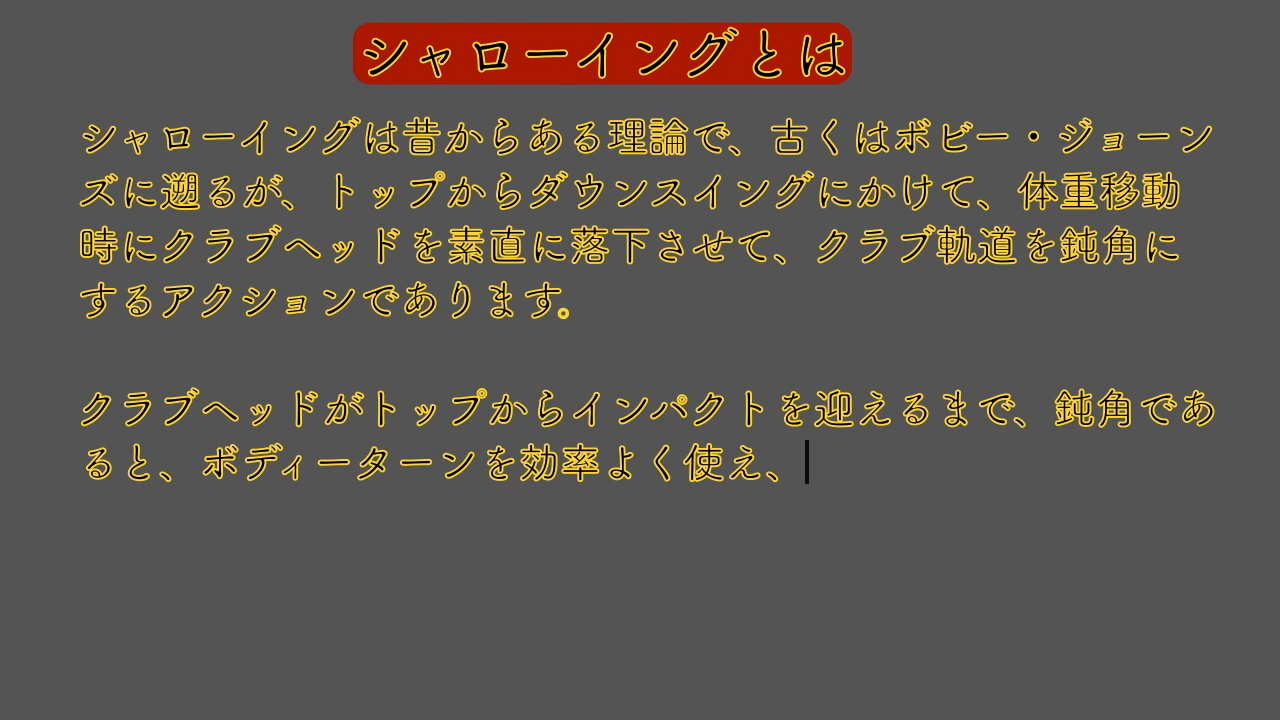 シャローイングとは
シャローイングは昔からある理論で、古くはボビー・ジョーン
ズに遡るが、トップからダウンスイングにかけて、体重移動
時にクラブヘッドを素直に落下させて、クラブ軌道を鈍角に
するアクションであります。
クラブヘッドがトップからインパクトを迎えるまで、鈍角であ
ると、ボディーターンを効率よく使え、